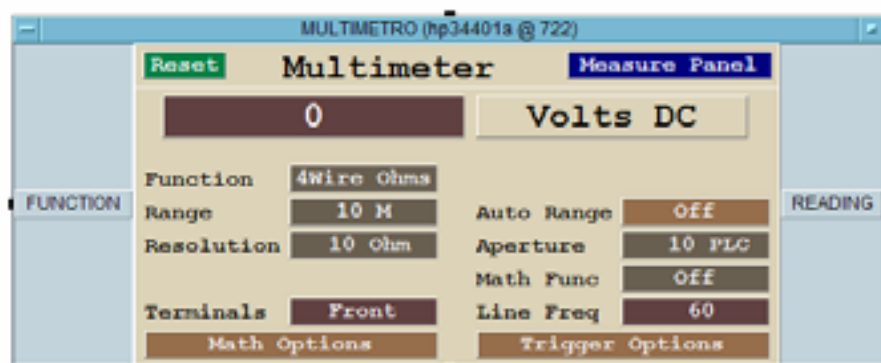 MULTIMETRO (hp34401a @ 722)
Reset Multimeter Measure Panel
0 Volts DC
Function 4Wire Ohms
FUNCTION READING
Range 10 M Auto Range Off
Resolution 10 Ohm Aperture 10 PLC
Math Func Off
Terminals Front Line Freq 60
Math Options Trigger Options